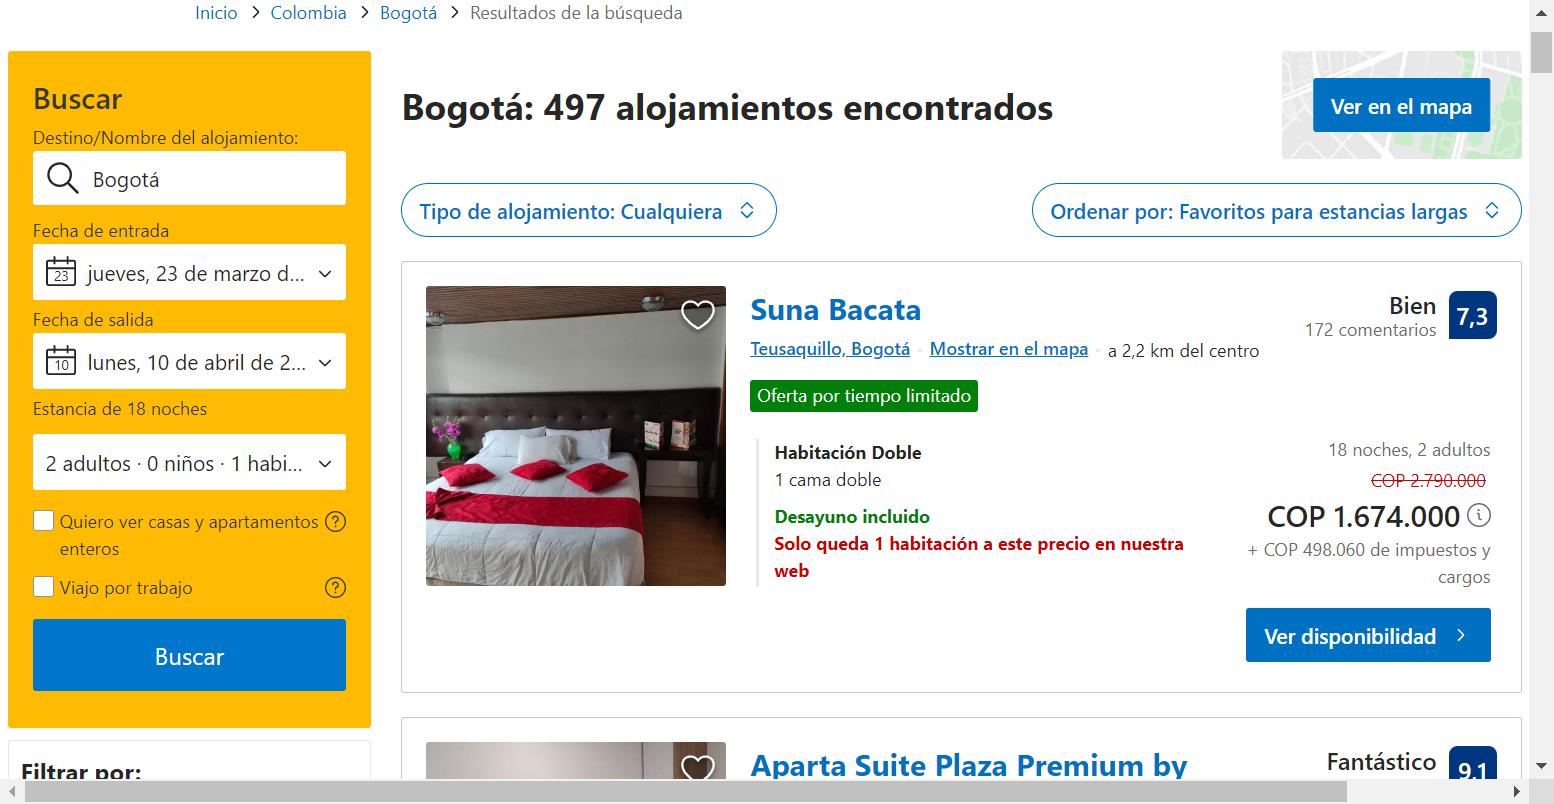 Inicio > Colombia > Bogotá > Resultados de la búsqueda
Buscar
Destino/Nombre del alojamiento:
Bogotá
Fecha de entrada
23
jueves, 23 de marzo d...
Fecha de salida
10
lunes, 10 de abril de 2...
Estancia de 18 noches
2 adultos · 0 niños · 1 habi...
Quiero ver casas y apartamentos
enteros
Viajo por trabajo
Buscar
Filtrar por:
Bogotá: 497 alojamientos encontrados
Ver en el mapa
Tipo de alojamiento: Cualquiera
Ordenar por: Favoritos para estancias largas
Suna Bacata
Teusaquillo, Bogotá
Mostrar en el mapa
a 2,2 km del centro
Bien
172 comentarios
7,3
Oferta por tiempo limitado
Habitación Doble
1 cama doble
Desayuno incluido
Solo queda 1 habitación a este precio en nuestra
web
18 noches, 2 adultos
COP 2.790.000
COP 1.674.000
+ COP 498.060 de impuestos y
cargos
Ver disponibilidad
Aparta Suite Plaza Premium by
Fantástico
9,1